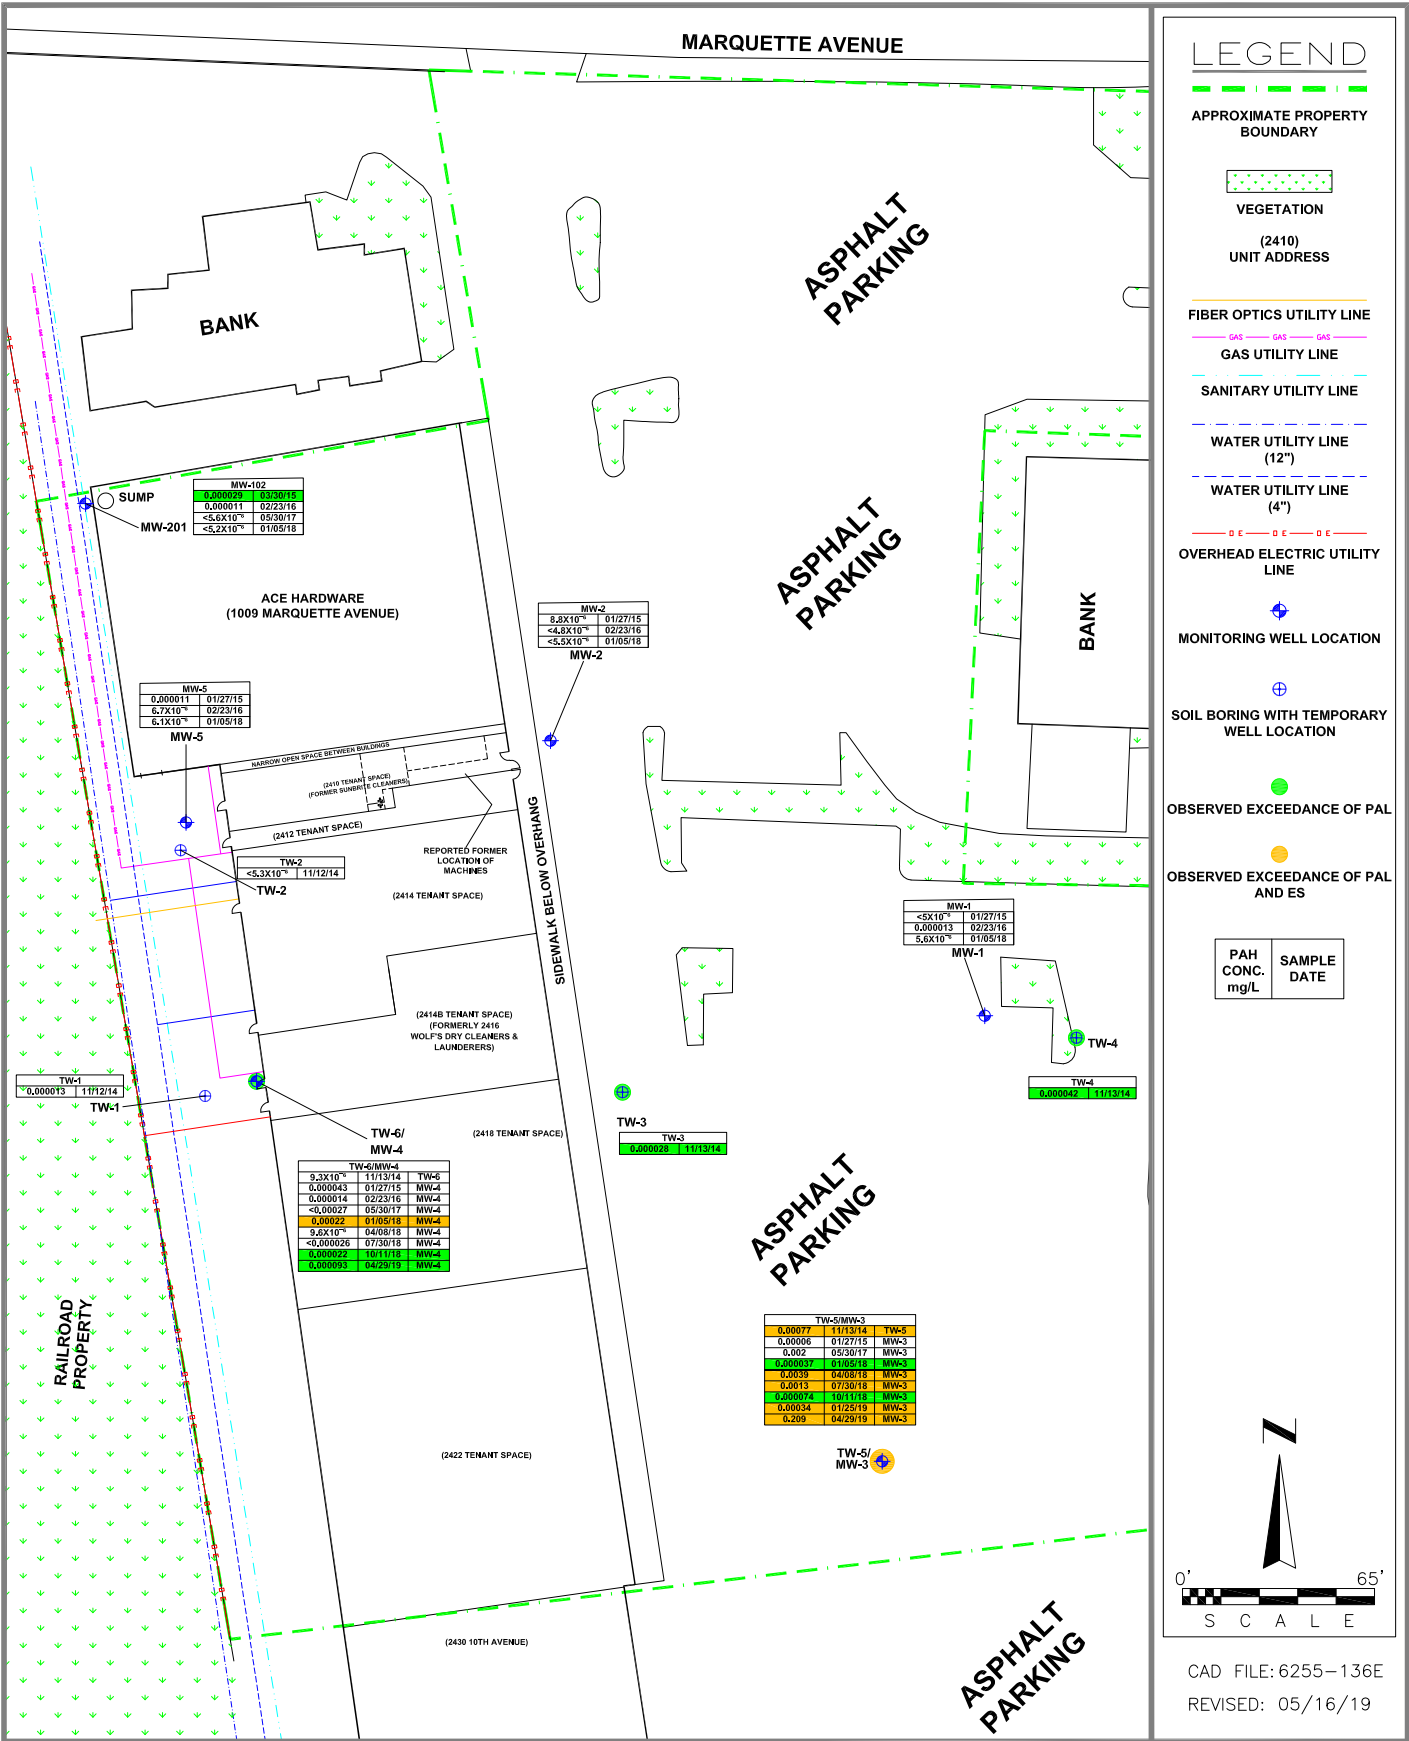 MARQUETTE AVENUE
ASPHALT
PARKING
BANK
SUMP
MW-201
MW-102
0.000029 03/30/15
0.000011 02/23/16
<5.6X10⁻⁶ 05/30/17
<5.2X10⁻⁶ 01/05/18
ACE HARDWARE
(1009 MARQUETTE AVENUE)
ASPHALT
PARKING
BANK
MW-2
8.8X10⁻⁶ 01/27/15
<4.8X10⁻⁶ 02/23/16
<5.5X10⁻⁶ 01/05/18
MW-2
MW-5
0.000011 01/27/15
6.7X10⁻⁶ 02/23/16
6.1X10⁻⁶ 01/05/18
MW-5
NARROW OPEN SPACE BETWEEN BUILDINGS
(2410 TENANT SPACE)
(FORMER SUNBRITE CLEANERS)
(2412 TENANT SPACE)
REPORTED FORMER
LOCATION OF
MACHINES
TW-2
<5.3X10⁻⁶ 11/12/14
TW-2
(2414 TENANT SPACE)
SIDEWALK BELOW OVERHANG
MW-1
<5X10⁻⁶ 01/27/15
0.000013 02/23/16
5.6X10⁻⁶ 01/05/18
MW-1
(2414B TENANT SPACE)
(FORMERLY 2416
WOLF'S DRY CLEANERS &
LAUNDERERS)
TW-4
TW-4
0.000042 11/13/14
TW-1
0.000013 11/12/14
TW-1
TW-3
TW-3
0.000028 11/13/14
TW-6/
MW-4
(2418 TENANT SPACE)
TW-6/MW-4
9.3X10⁻⁶ 11/13/14 TW-6
0.000043 01/27/15 MW-4
0.000014 02/23/16 MW-4
<0.00027 05/30/17 MW-4
0.00022 01/05/18 MW-4
9.6X10⁻⁶ 04/08/18 MW-4
<0.000026 07/30/18 MW-4
0.000022 10/11/18 MW-4
0.000093 04/29/19 MW-4
ASPHALT
PARKING
RAILROAD
PROPERTY
TW-5/MW-3
0.00077 11/13/14 TW-5
0.00006 01/27/15 MW-3
0.002 05/30/17 MW-3
0.000037 01/05/18 MW-3
0.0039 04/08/18 MW-3
0.0013 07/30/18 MW-3
0.000074 10/11/18 MW-3
0.00034 01/25/19 MW-3
0.209 04/29/19 MW-3
TW-5/
MW-3
(2422 TENANT SPACE)
(2430 10TH AVENUE)
ASPHALT
PARKING
LEGEND
APPROXIMATE PROPERTY
BOUNDARY
VEGETATION
(2410)
UNIT ADDRESS
FIBER OPTICS UTILITY LINE
GAS GAS GAS
GAS UTILITY LINE
SANITARY UTILITY LINE
WATER UTILITY LINE
(12")
WATER UTILITY LINE
(4")
O E O E O E
OVERHEAD ELECTRIC UTILITY
LINE
MONITORING WELL LOCATION
SOIL BORING WITH TEMPORARY
WELL LOCATION
OBSERVED EXCEEDANCE OF PAL
OBSERVED EXCEEDANCE OF PAL
AND ES
PAH
CONC.
mg/L
SAMPLE
DATE
N
0' 65'
SCALE
CAD FILE: 6255-136E
REVISED: 05/16/19